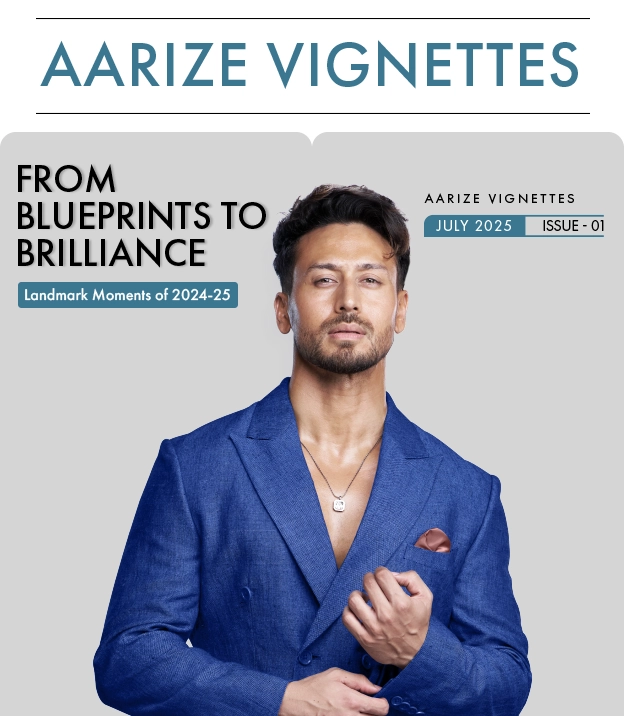 AARIZE VIGNETTES
FROM
BLUEPRINTS TO
BRILLIANCE
Landmark Moments of 2024-25
AARIZE VIGNETTES
JULY 2025 ISSUE - 01